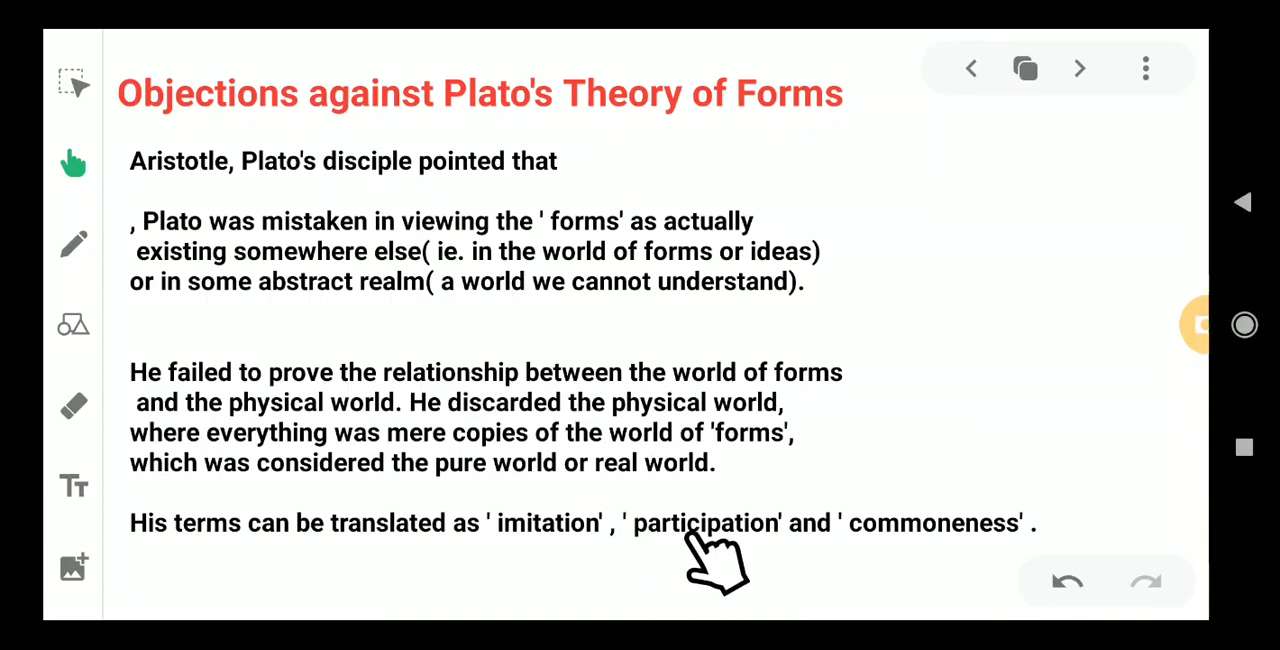 Objections against Plato's Theory of Forms
Aristotle, Plato's disciple pointed that
, Plato was mistaken in viewing the ' forms' as actually
existing somewhere else( ie. in the world of forms or ideas)
or in some abstract realm( a world we cannot understand).
He failed to prove the relationship between the world of forms
and the physical world. He discarded the physical world,
where everything was mere copies of the world of 'forms',
which was considered the pure world or real world.
His terms can be translated as ' imitation' , ' participation' and ' commoneness' .
TT